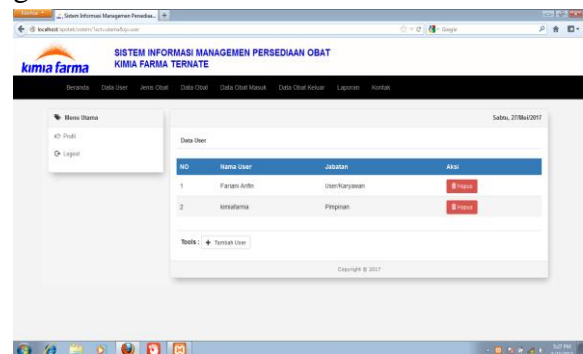 Sistem Informasi Manajemen Persediaa...
Google
SISTEM INFORMASI MANAGEMEN PERSEDIAAN OBAT
KIMIA FARMA TERNATE
kimia farma
Beranda Data User Jenis Obat Data Obat Data Obat Masuk Data Obat Keluar Laporan Kontak
Menu Utama
Sabtu, 27/Mei/2017
Profil
Logout
Data User
NO Nama User Jabatan Aksi
1 Fariani Arifin User/Karyawan Hapus
2 kimiafarma Pimpinan Hapus
Tools : Tambah User
Copyright @ 2017